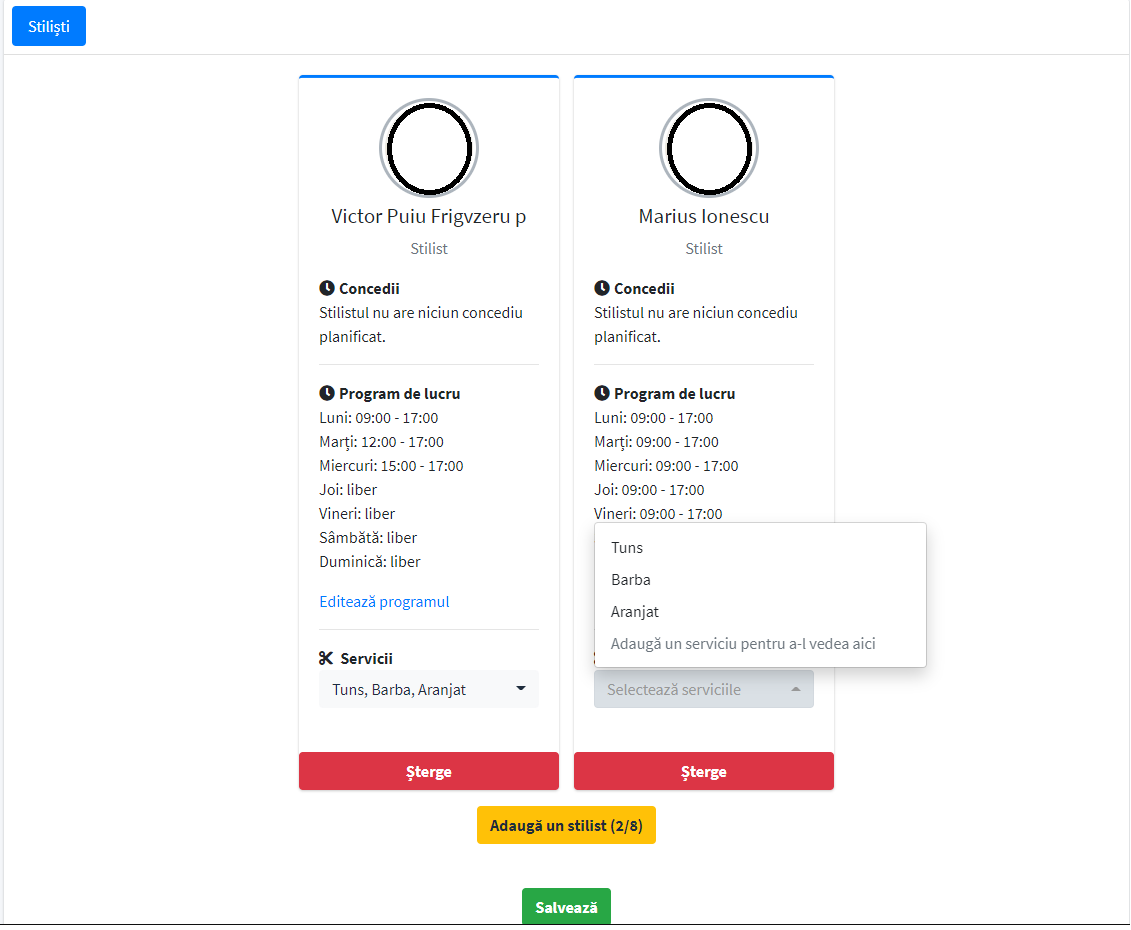 Stiliști
Victor Puiu Frigvzeru p
Stilist
Concedii
Stilistul nu are niciun concediu
planificat.
Program de lucru
Luni: 09:00 - 17:00
Marți: 12:00 - 17:00
Miercuri: 15:00 - 17:00
Joi: liber
Vineri: liber
Sâmbătă: liber
Duminică: liber
Editează programul
Servicii
Tuns, Barba, Aranjat
Șterge
Marius Ionescu
Stilist
Concedii
Stilistul nu are niciun concediu
planificat.
Program de lucru
Luni: 09:00 - 17:00
Marți: 09:00 - 17:00
Miercuri: 09:00 - 17:00
Joi: 09:00 - 17:00
Vineri: 09:00 - 17:00
Tuns
Barba
Aranjat
Adaugă un serviciu pentru a-l vedea aici
Selectează serviciile
Șterge
Adaugă un stilist (2/8)
Salvează